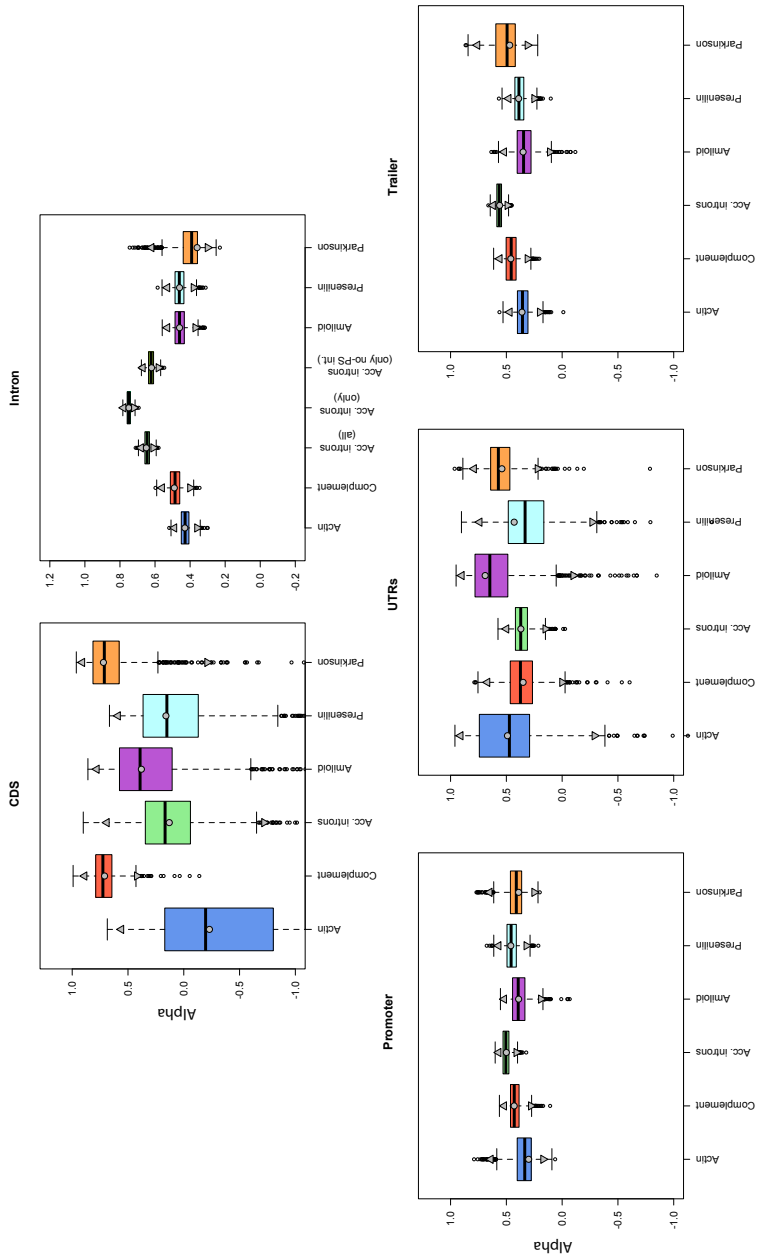 CDS
Alpha
1.0
0.5
0.0
-0.5
-1.0
Actin
Complement
Acc. introns
Amiloid
Presenilin
Parkinson
Intron
1.2
1.0
0.8
0.6
0.4
0.2
0.0
-0.2
Actin
Complement
Acc. introns
(all)
Acc. introns
(only)
Acc. introns
(only no-PS int.)
Amiloid
Presenilin
Parkinson
Promoter
Alpha
1.0
0.5
0.0
-0.5
-1.0
Actin
Complement
Acc. introns
Amiloid
Presenilin
Parkinson
UTRs
1.0
0.5
0.0
-0.5
-1.0
Actin
Complement
Acc. introns
Amiloid
Presenilin
Parkinson
Trailer
1.0
0.5
0.0
-0.5
-1.0
Actin
Complement
Acc. introns
Amiloid
Presenilin
Parkinson